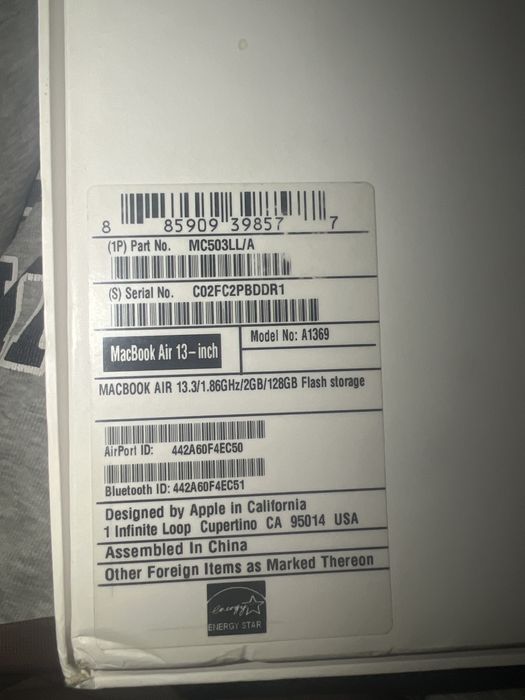 8 85909 39857 7
(1P) Part No. MC503LL/A
(S) Serial No. C02FC2PBDDR1
MacBook Air 13-inch
Model No: A1369
MACBOOK AIR 13.3/1.86GHz/2GB/128GB Flash storage
AirPort ID: 442A60F4EC50
Bluetooth ID: 442A60F4EC51
Designed by Apple in California
1 Infinite Loop Cupertino CA 95014 USA
Assembled In China
Other Foreign Items as Marked Thereon
energy
ENERGY STAR